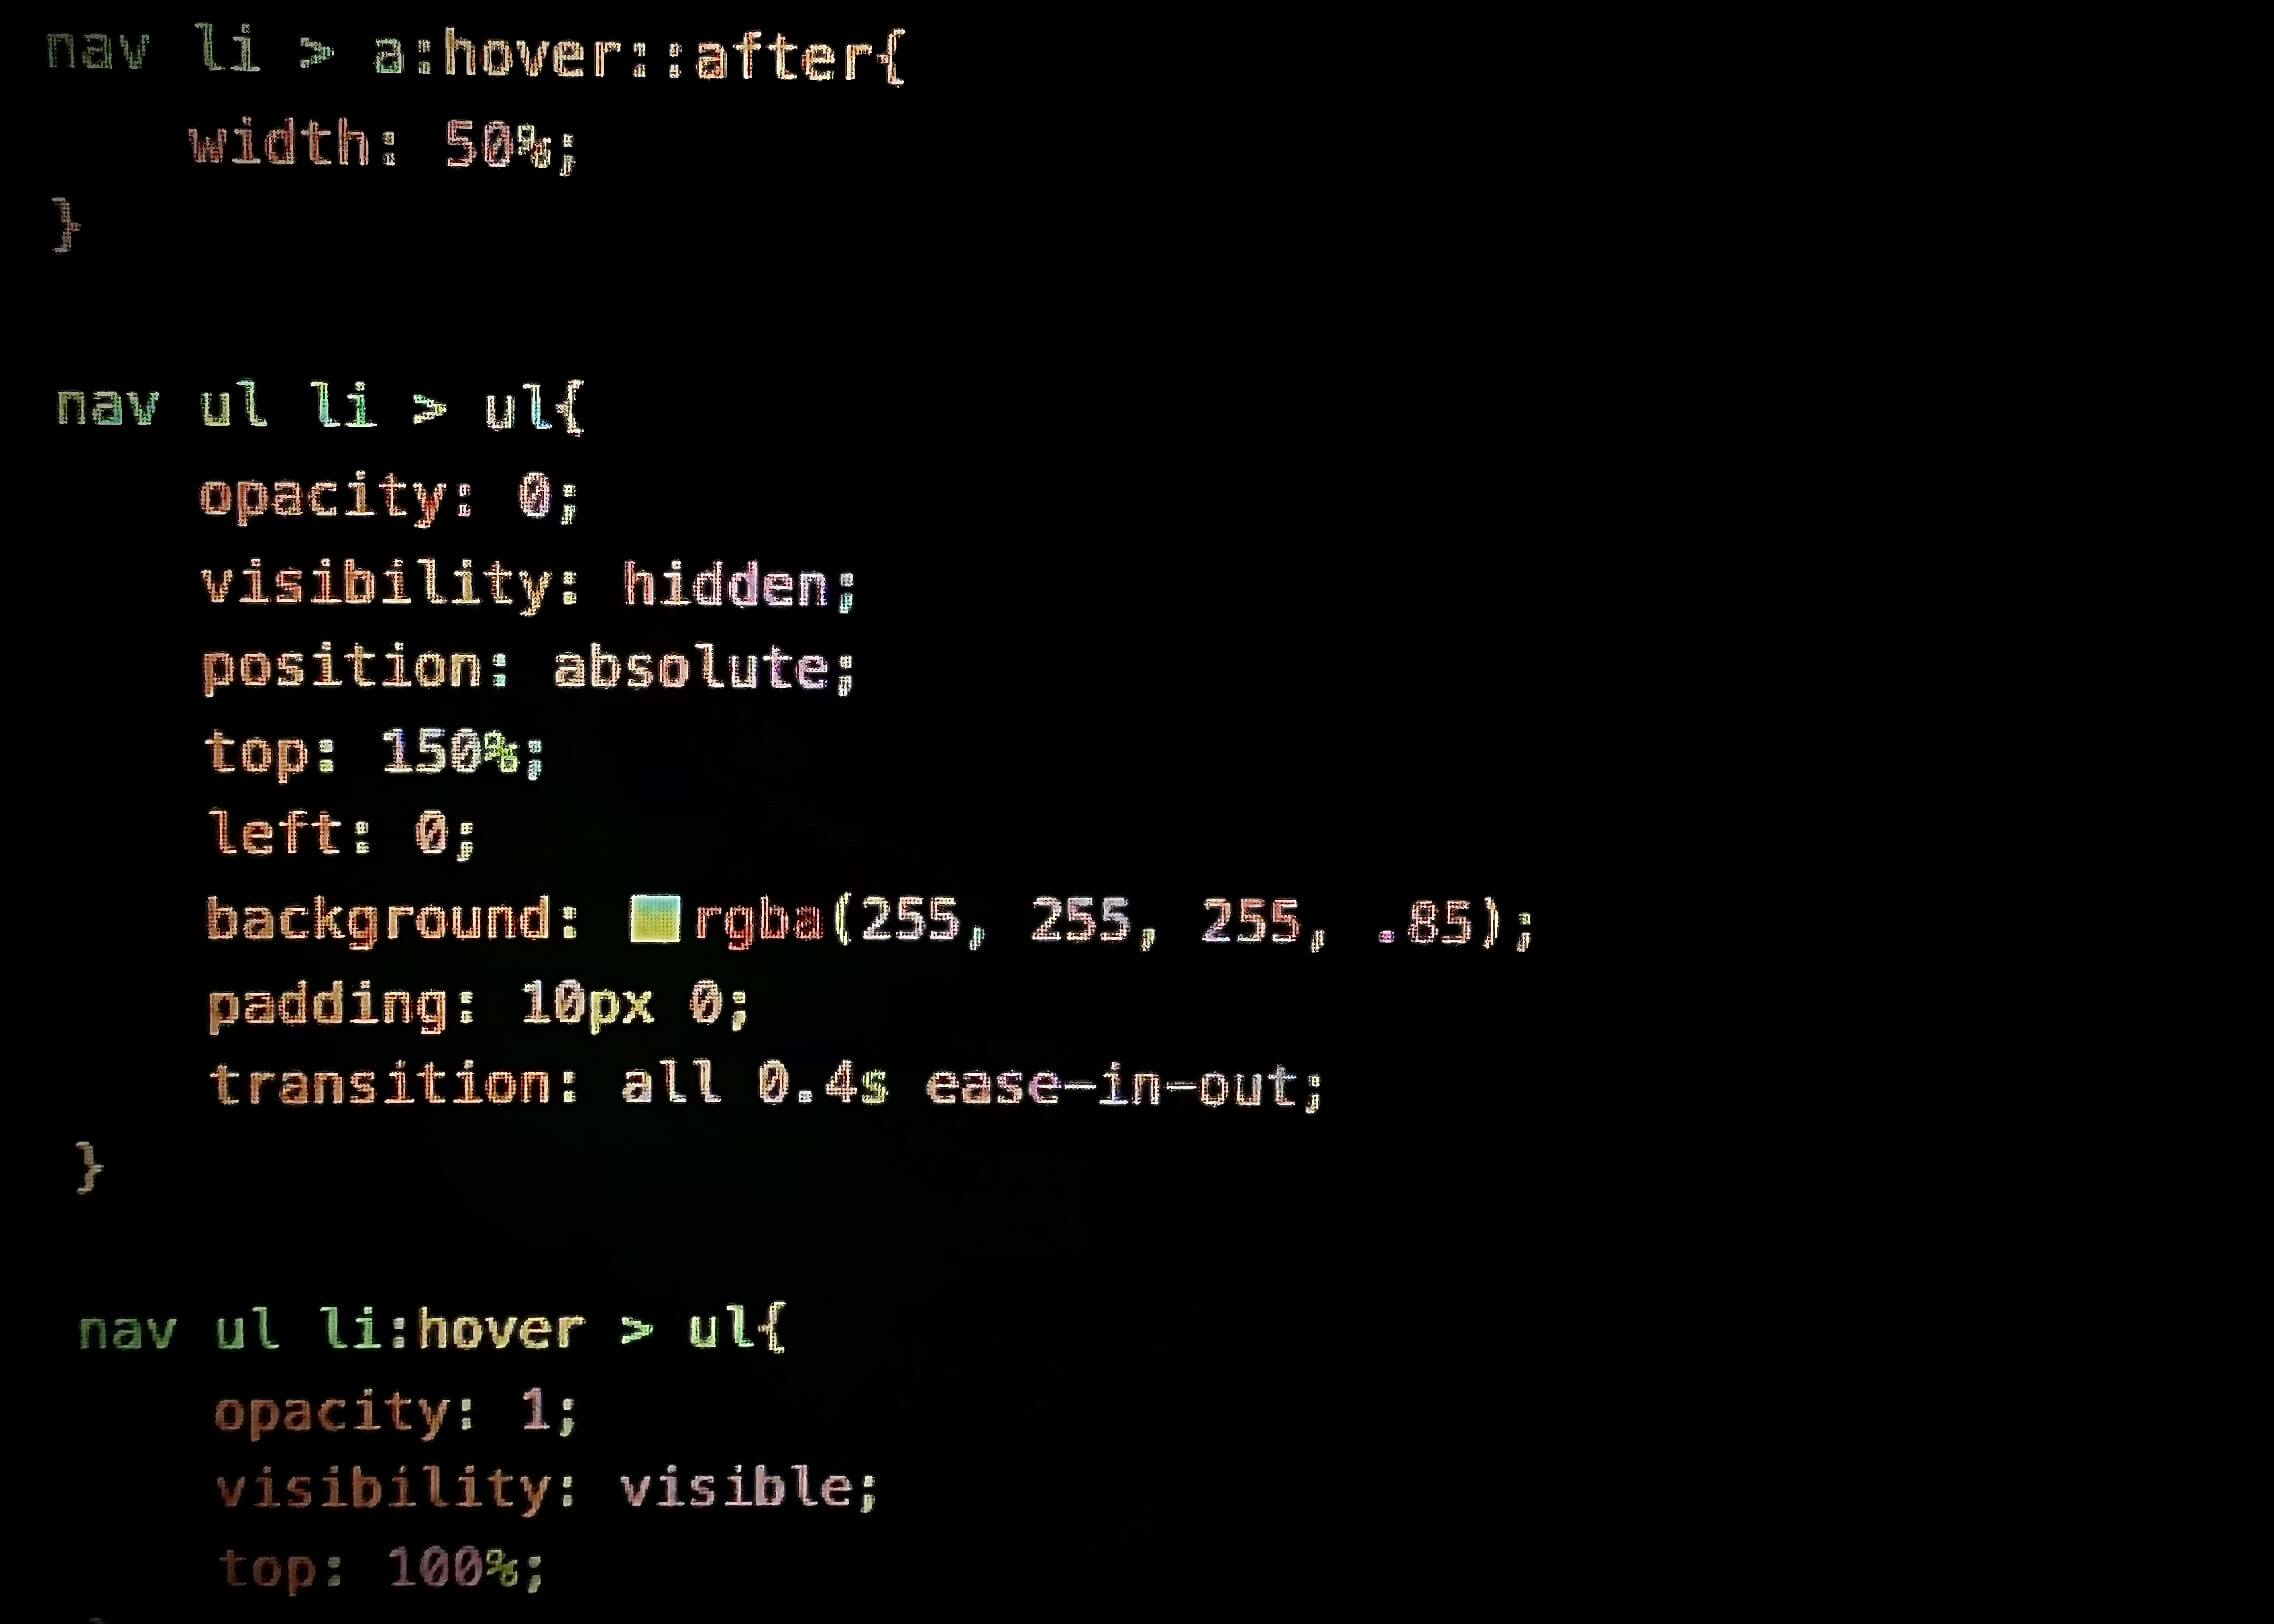 nav li > a:hover::after{
width: 50%;
}
nav ul li > ul{
opacity: 0;
visibility: hidden;
position: absolute;
top: 150%;
left: 0;
background: rgba(255, 255, 255, .85);
padding: 10px 0;
transition: all 0.4s ease-in-out;
}
nav ul li:hover > ul{
opacity: 1;
visibility: visible;
top: 100%;
}